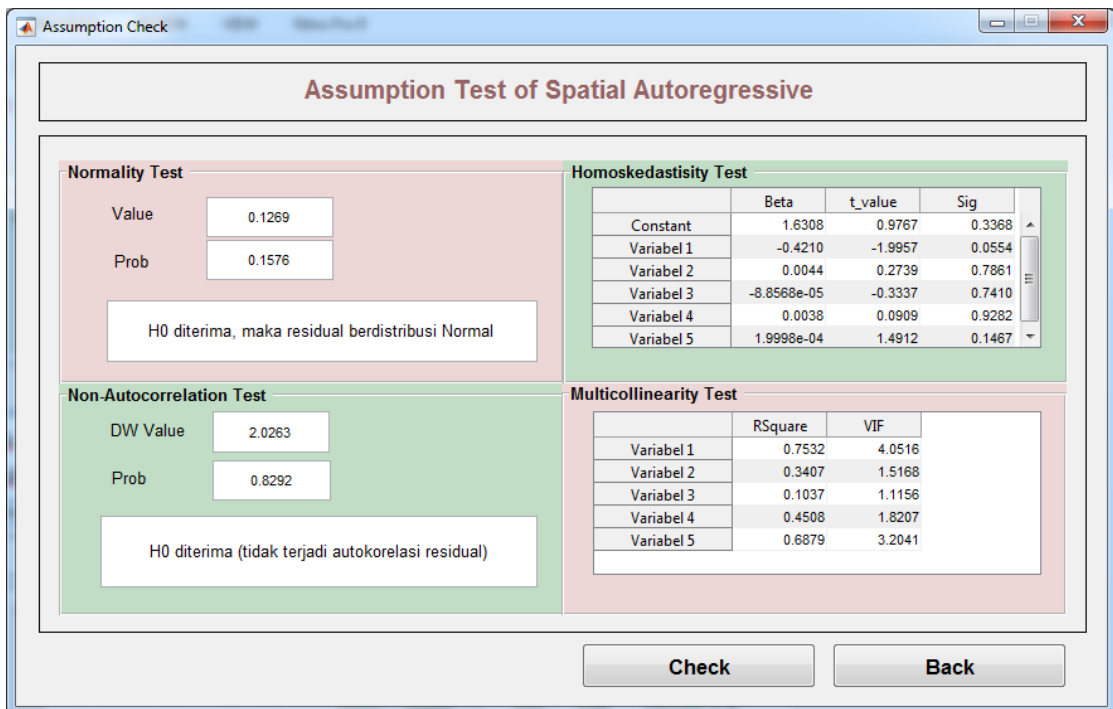 Assumption Check
Assumption Test of Spatial Autoregressive
Normality Test
Value 0.1269
Prob 0.1576
H0 diterima, maka residual berdistribusi Normal
Homoskedastisity Test
Beta t_value Sig
Constant 1.6308 0.9767 0.3368
Variabel 1 -0.4210 -1.9957 0.0554
Variabel 2 0.0044 0.2739 0.7861
Variabel 3 -8.8568e-05 -0.3337 0.7410
Variabel 4 0.0038 0.0909 0.9282
Variabel 5 1.9998e-04 1.4912 0.1467
Non-Autocorrelation Test
DW Value 2.0263
Prob 0.8292
H0 diterima (tidak terjadi autokorelasi residual)
Multicollinearity Test
RSquare VIF
Variabel 1 0.7532 4.0516
Variabel 2 0.3407 1.5168
Variabel 3 0.1037 1.1156
Variabel 4 0.4508 1.8207
Variabel 5 0.6879 3.2041
Check
Back